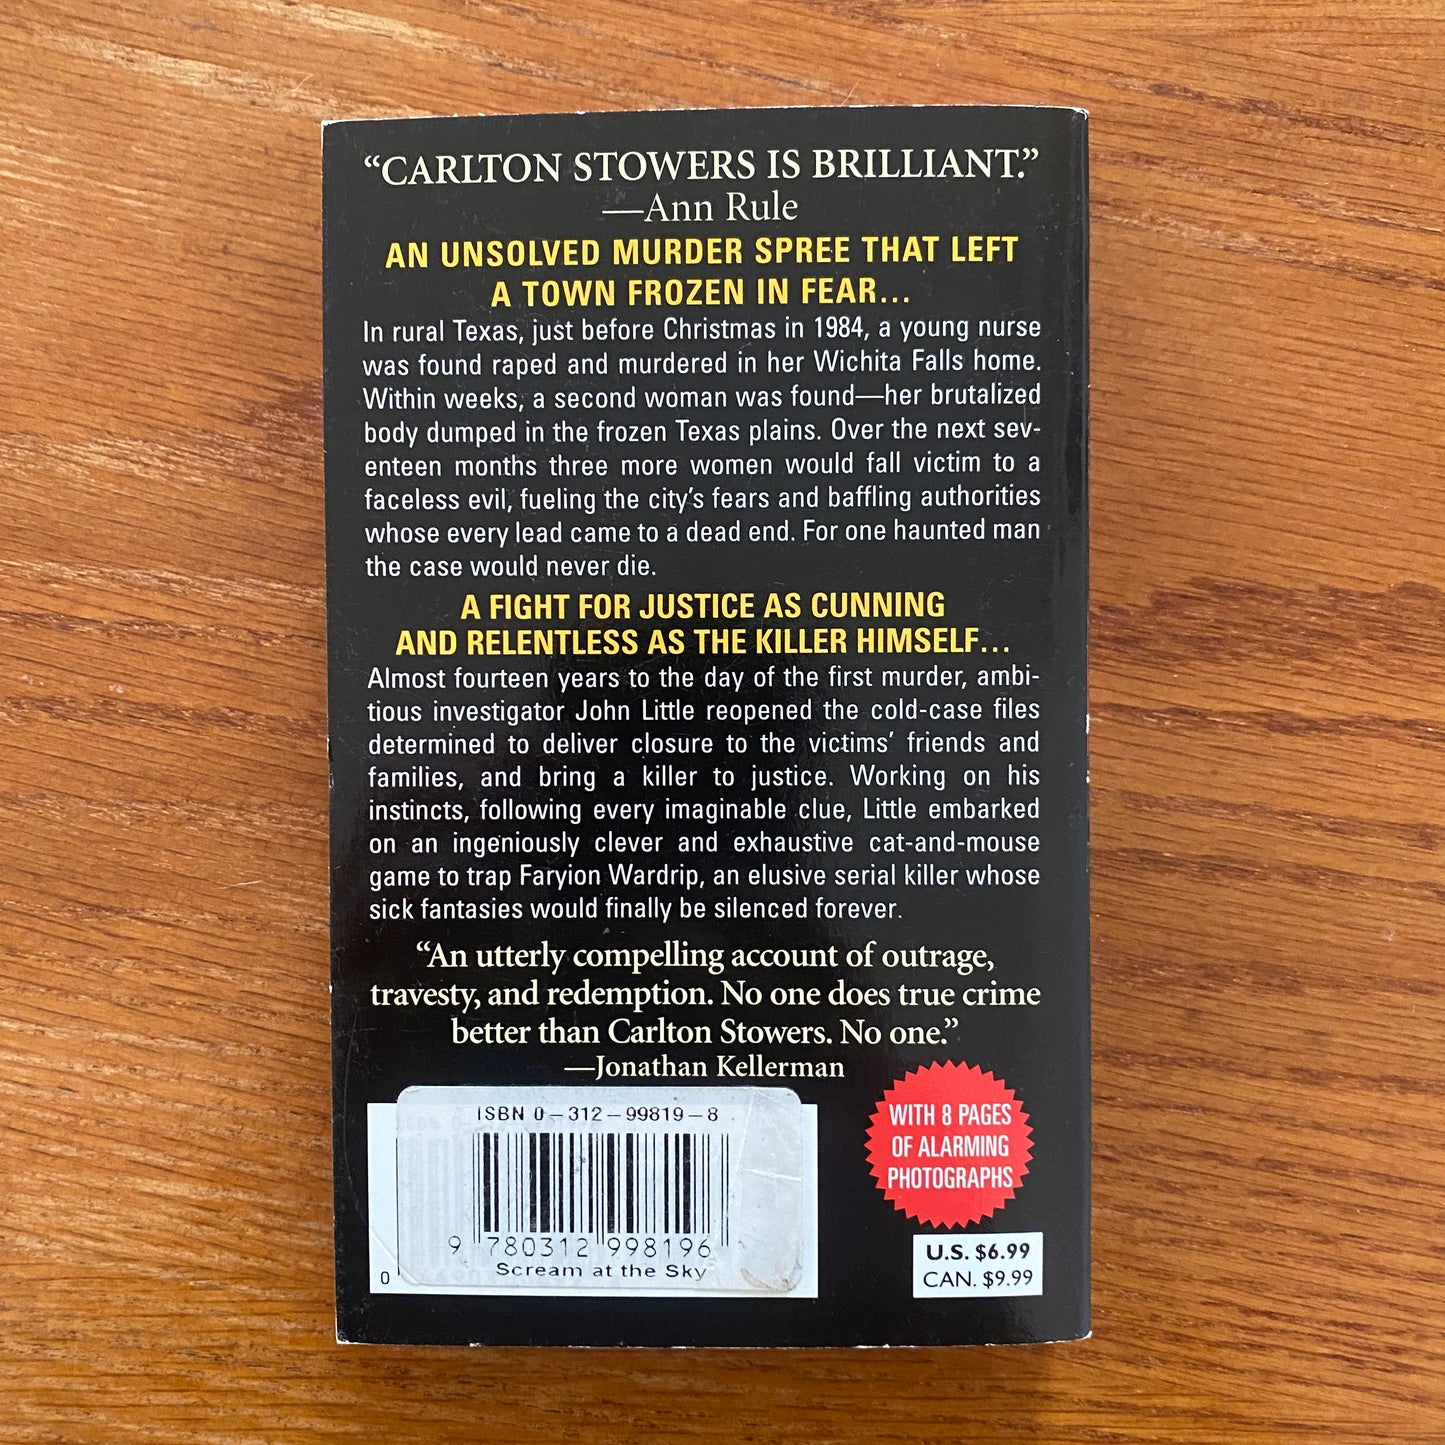 “CARLTON STOWERS IS BRILLIANT.”
—Ann Rule
AN UNSOLVED MURDER SPREE THAT LEFT
A TOWN FROZEN IN FEAR...
In rural Texas, just before Christmas in 1984, a young nurse
was found raped and murdered in her Wichita Falls home.
Within weeks, a second woman was found—her brutalized
body dumped in the frozen Texas plains. Over the next sev-
enteen months three more women would fall victim to a
faceless evil, fueling the city’s fears and baffling authorities
whose every lead came to a dead end. For one haunted man
the case would never die.
A FIGHT FOR JUSTICE AS CUNNING
AND RELENTLESS AS THE KILLER HIMSELF...
Almost fourteen years to the day of the first murder, ambi-
tious investigator John Little reopened the cold-case files
determined to deliver closure to the victims’ friends and
families, and bring a killer to justice. Working on his
instincts, following every imaginable clue, Little embarked
on an ingeniously clever and exhaustive cat-and-mouse
game to trap Faryion Wardrip, an elusive serial killer whose
sick fantasies would finally be silenced forever.
“An utterly compelling account of outrage,
travesty, and redemption. No one does true crime
better than Carlton Stowers. No one.”
—Jonathan Kellerman
ISBN 0-312-99819-8
9 780312 998196
Scream at the Sky
0
WITH 8 PAGES
OF ALARMING
PHOTOGRAPHS
U.S. $6.99
CAN. $9.99